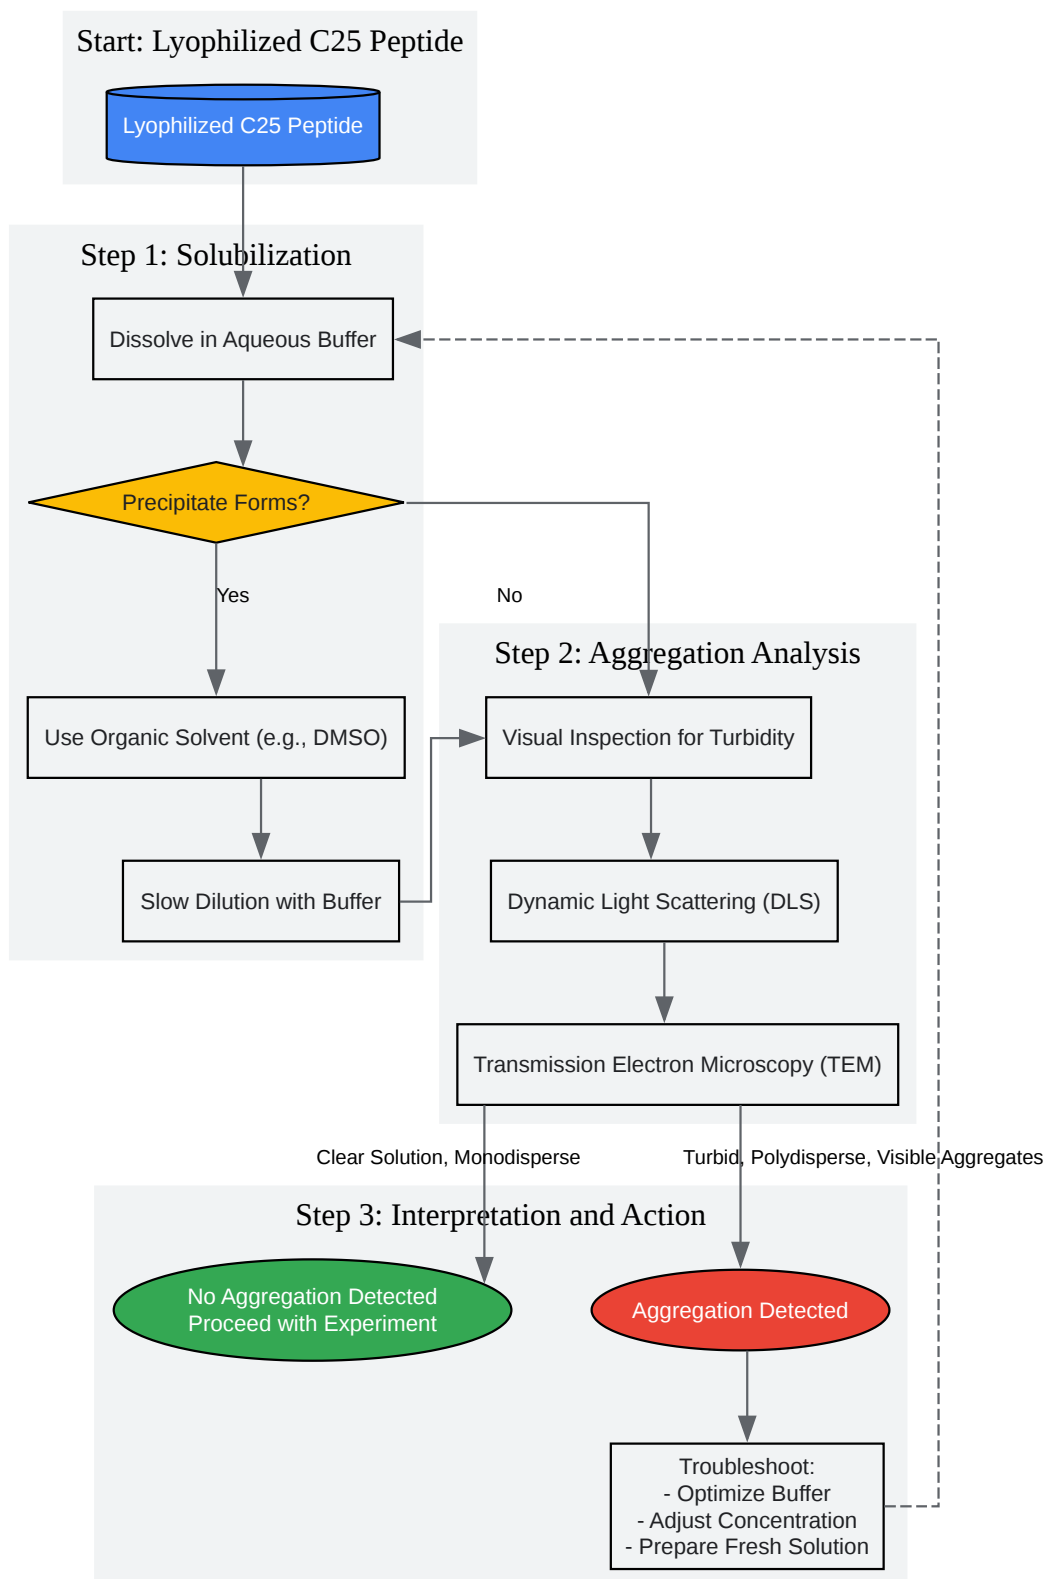 Start: Lyophilized C25 Peptide
Lyophilized C25 Peptide
Step 1: Solubilization
Dissolve in Aqueous Buffer
Precipitate Forms?
Yes
No
Use Organic Solvent (e.g., DMSO)
Slow Dilution with Buffer
Step 2: Aggregation Analysis
Visual Inspection for Turbidity
Dynamic Light Scattering (DLS)
Transmission Electron Microscopy (TEM)
Clear Solution, Monodisperse
Turbid, Polydisperse, Visible Aggregates
Step 3: Interpretation and Action
No Aggregation Detected
Proceed with Experiment
Aggregation Detected
Troubleshoot:
- Optimize Buffer
- Adjust Concentration
- Prepare Fresh Solution